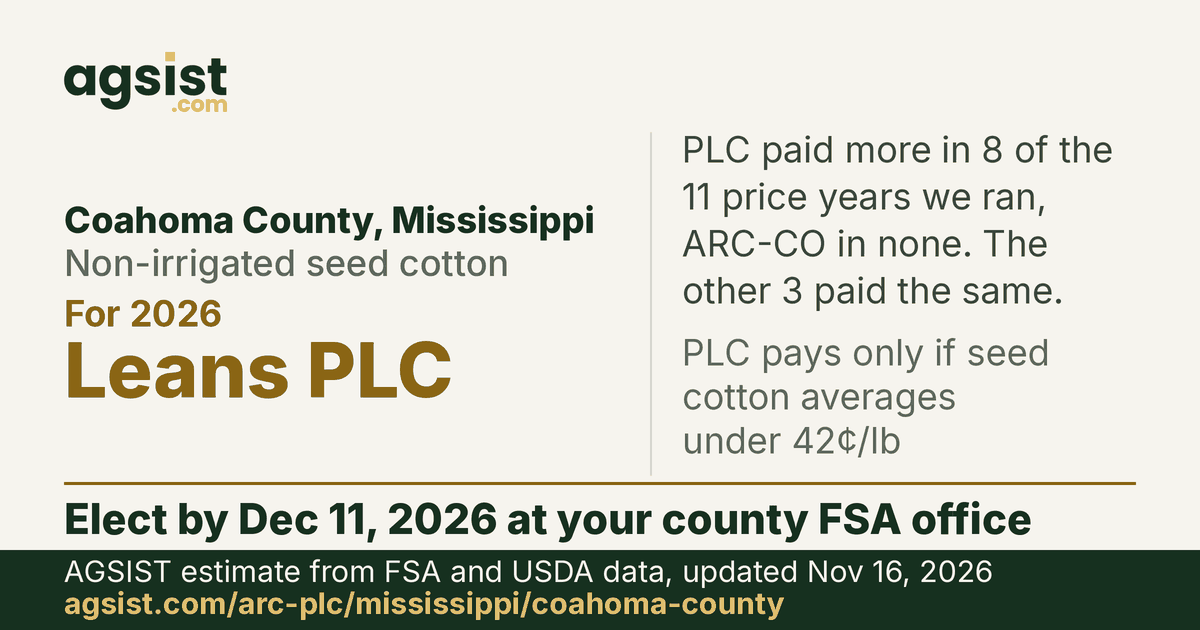 agsist
.com
Coahoma County, Mississippi
Non-irrigated seed cotton
For 2026
Leans PLC
PLC paid more in 8 of the
11 price years we ran,
ARC-CO in none. The
other 3 paid the same.
PLC pays only if seed
cotton averages
under 42¢/lb
Elect by Dec 11, 2026 at your county FSA office
AGSIST estimate from FSA and USDA data, updated Nov 16, 2026
agsist.com/arc-plc/mississippi/coahoma-county